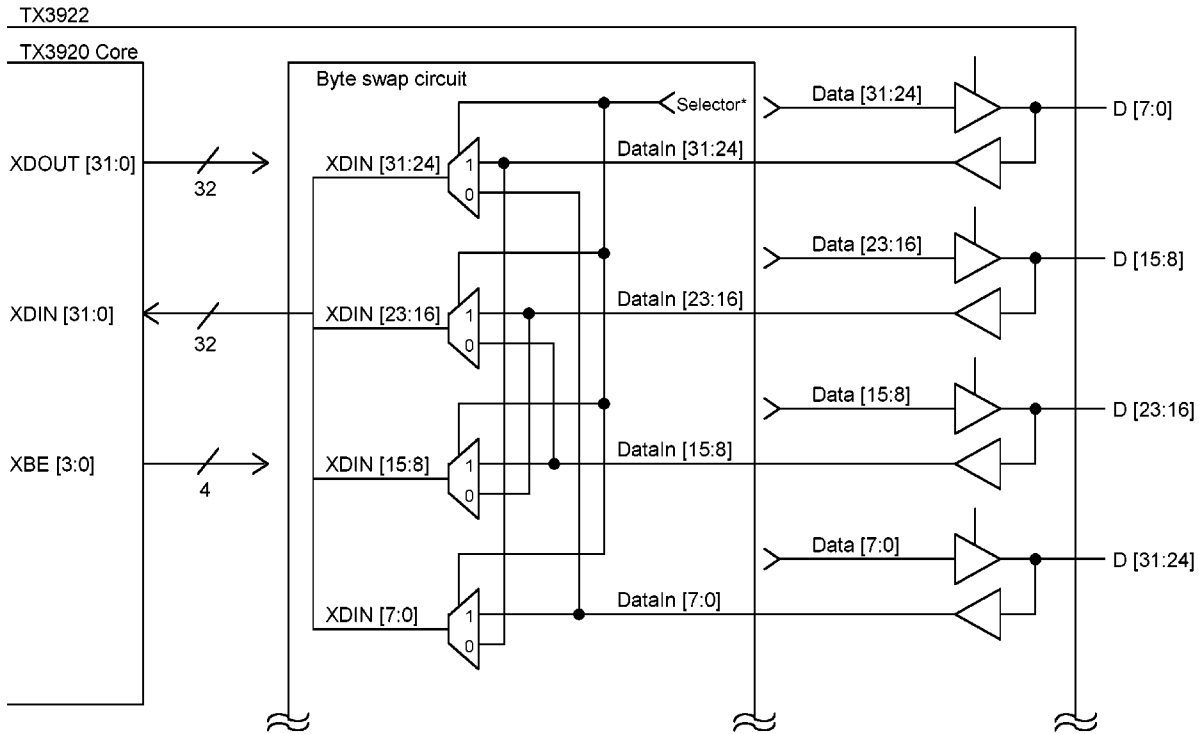 TX3922
TX3920 Core
Byte swap circuit
Selector*
Data [31:24]
D [7:0]
XDOUT [31:0]
32
XDIN [31:24]
1
0
DataIn [31:24]
Data [23:16]
D [15:8]
XDIN [31:0]
32
XDIN [23:16]
1
0
DataIn [23:16]
Data [15:8]
D [23:16]
XBE [3:0]
4
XDIN [15:8]
1
0
DataIn [15:8]
Data [7:0]
D [31:24]
XDIN [7:0]
1
0
DataIn [7:0]